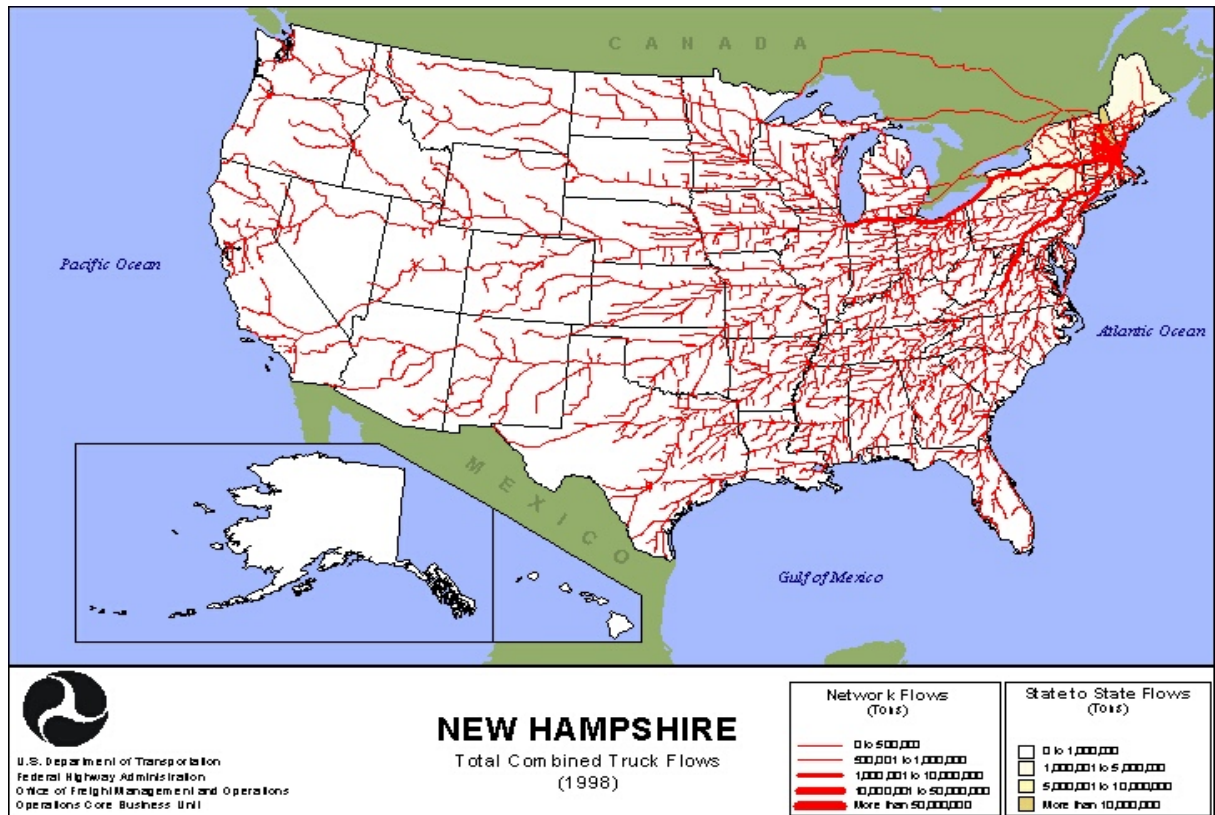 CANADA
Pacific Ocean
Atlantic Ocean
MEXICO
Gulf of Mexico
U.S. Department of Transportation
Federal Highway Administration
Office of Freight Management and Operations
Operations Core Business Unit
NEW HAMPSHIRE
Total Combined Truck Flows
(1998)
Network Flows
(Tons)
0 to 500,000
500,001 to 1,000,000
1,000,001 to 10,000,000
10,000,001 to 50,000,000
More than 50,000,000
State to State Flows
(Tons)
0 to 1,000,000
1,000,001 to 5,000,000
5,000,001 to 10,000,000
More than 10,000,000